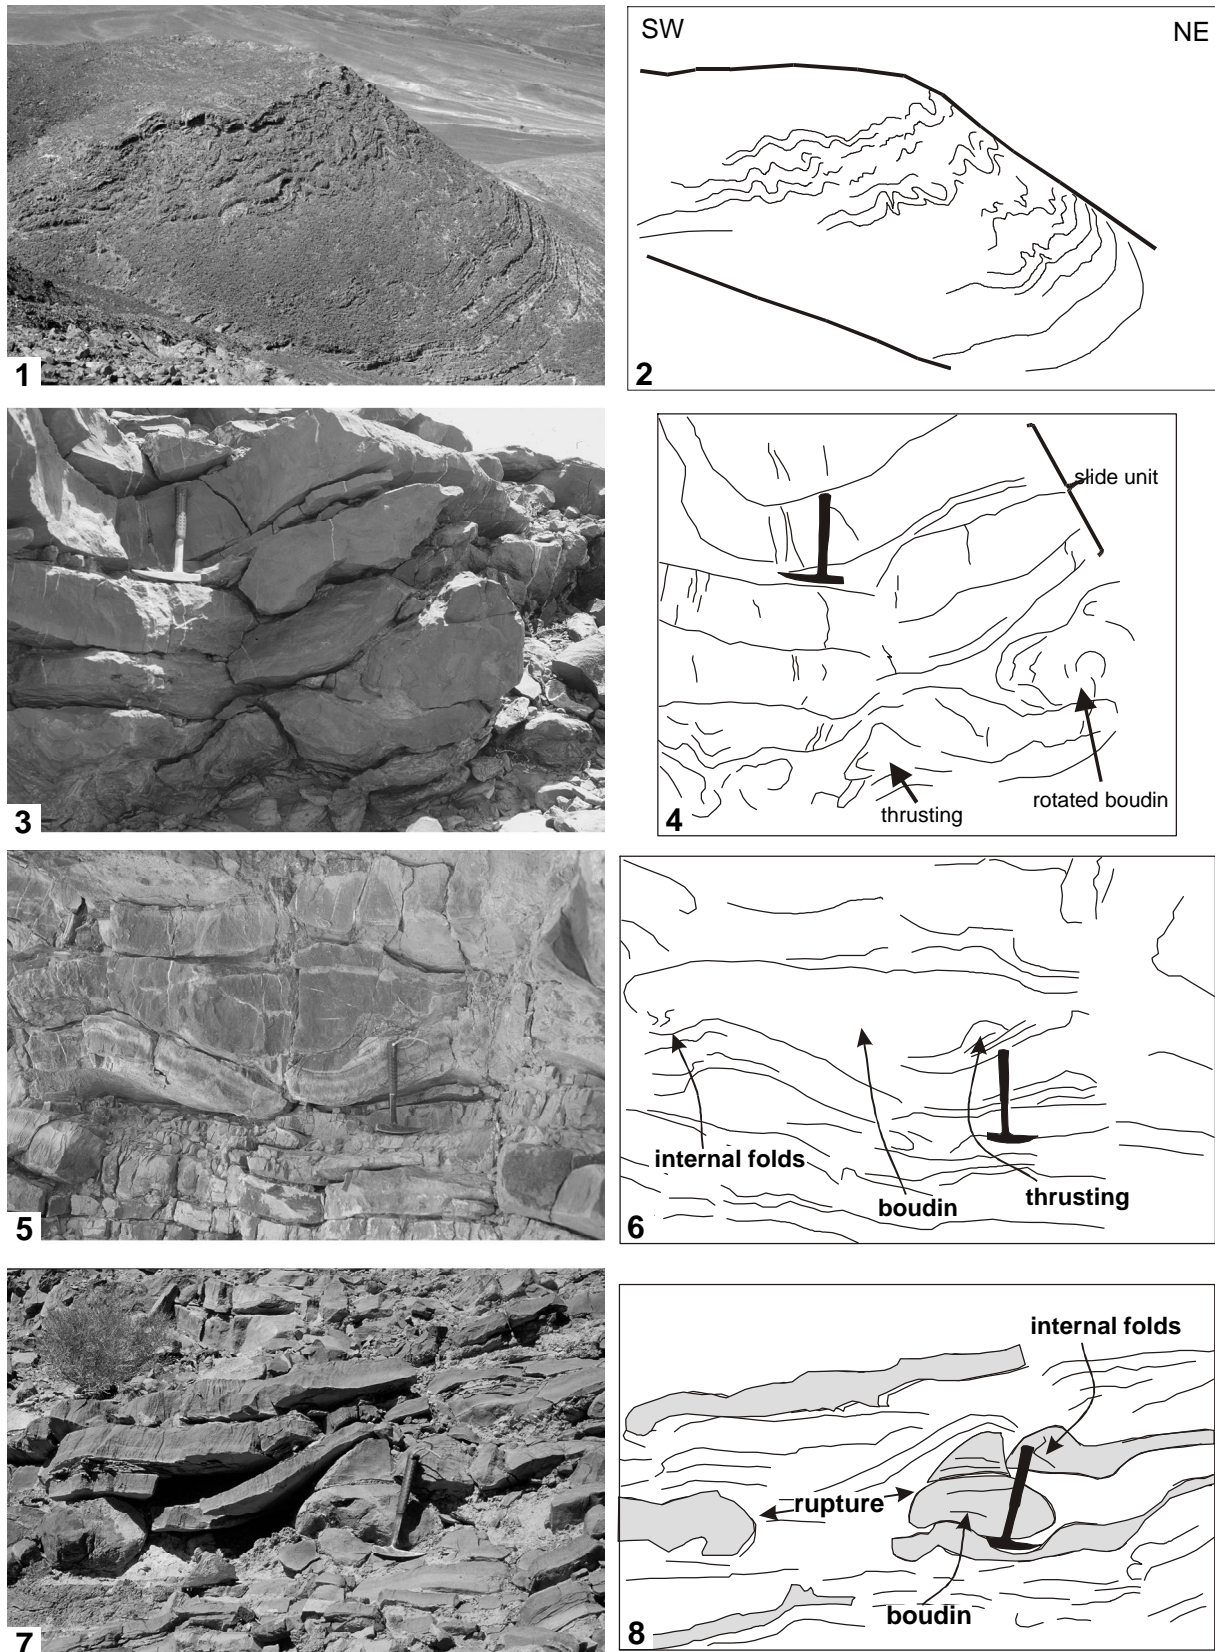 SW
NE
1
2
slide unit
rotated boudin
thrusting
3
4
internal folds
boudin
thrusting
5
6
internal folds
rupture
boudin
7
8